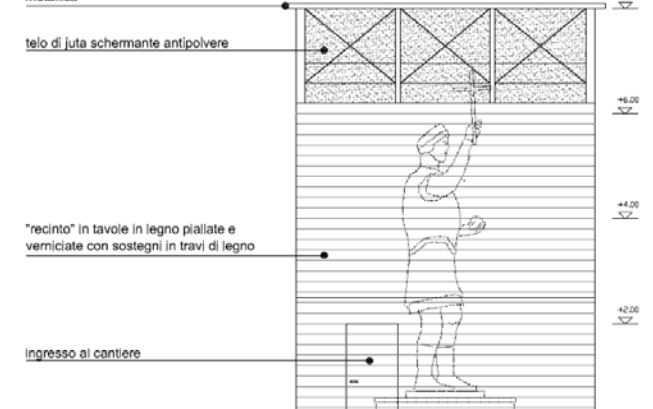 telo di juta schermante antipolvere
+6,00
"recinto" in tavole in legno piallate e
verniciate con sostegni in travi di legno
+4,00
+2,00
ingresso al cantiere